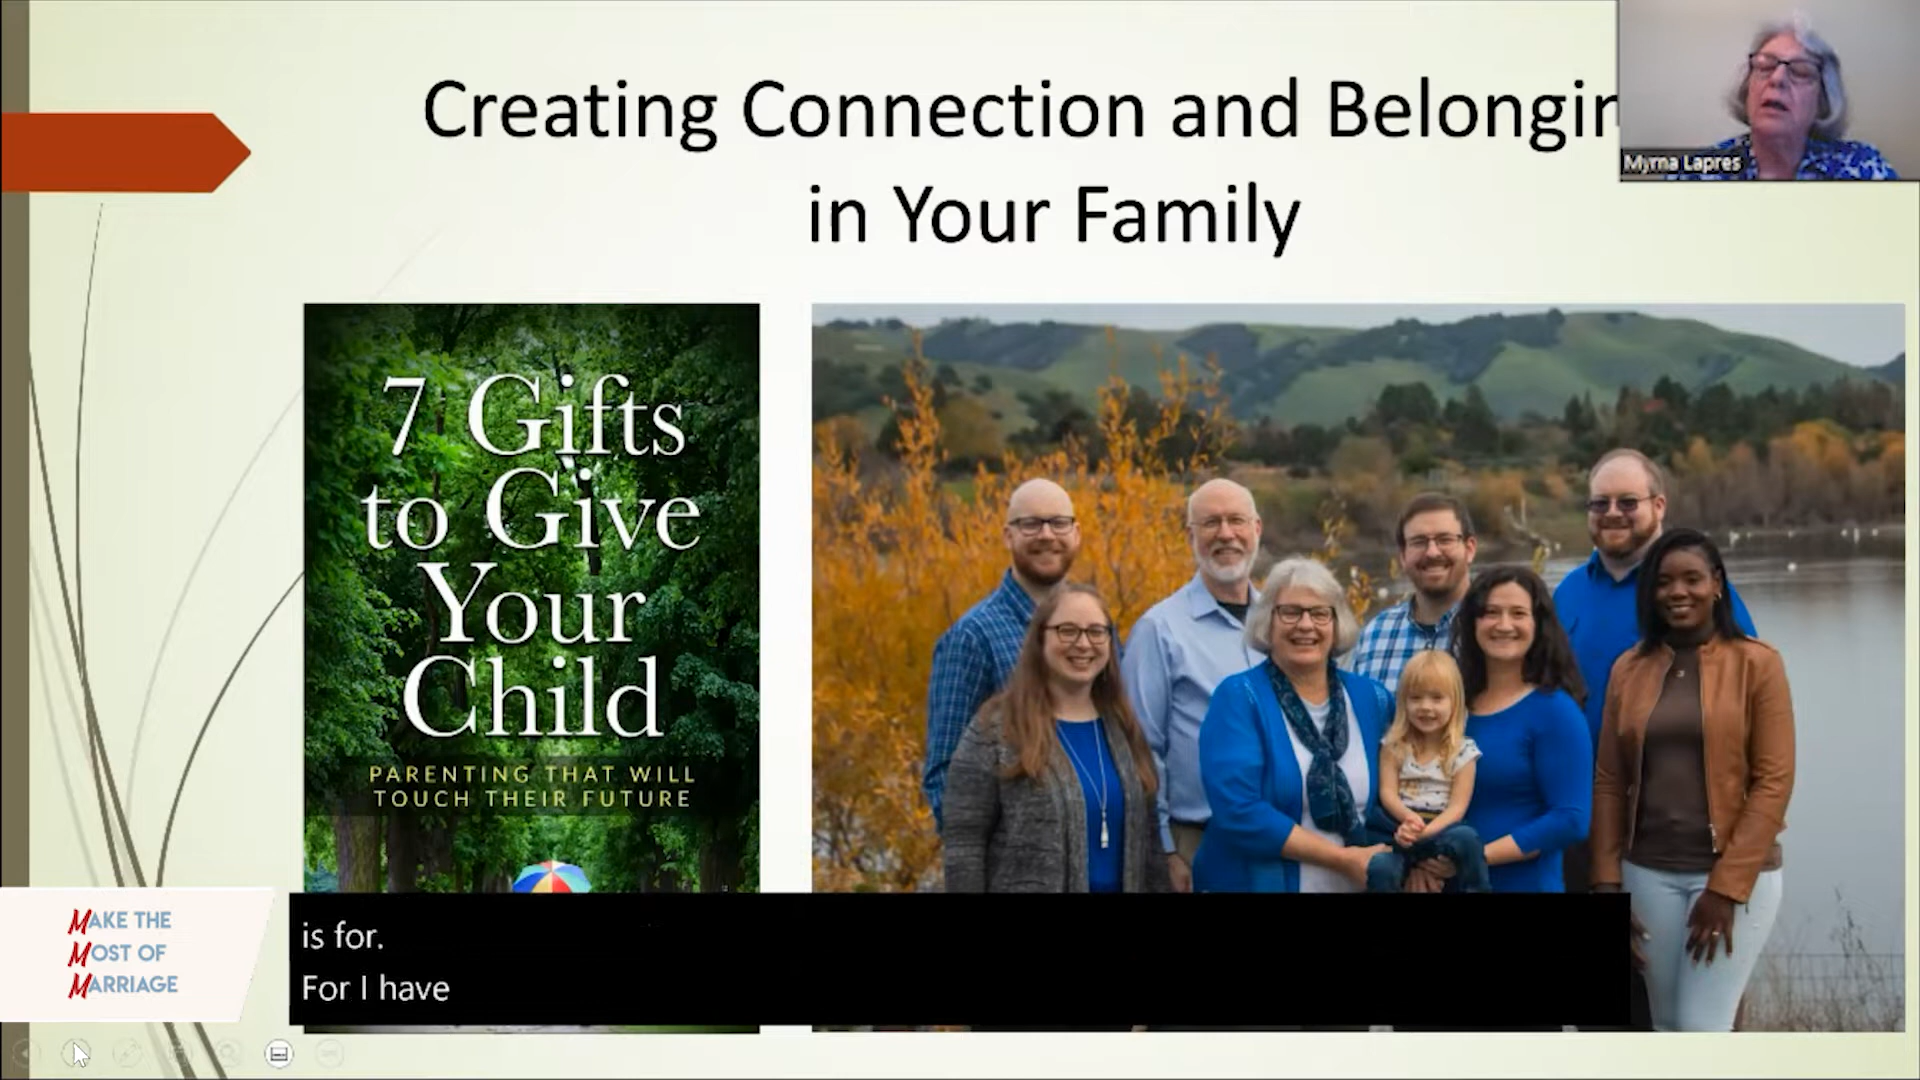 Creating Connection and Belongin
in Your Family
Myrna Lapres
7 Gifts
to Give
Your
Child
PARENTING THAT WILL
TOUCH THEIR FUTURE
MAKE THE
MOST OF
MARRIAGE
is for.
For I have